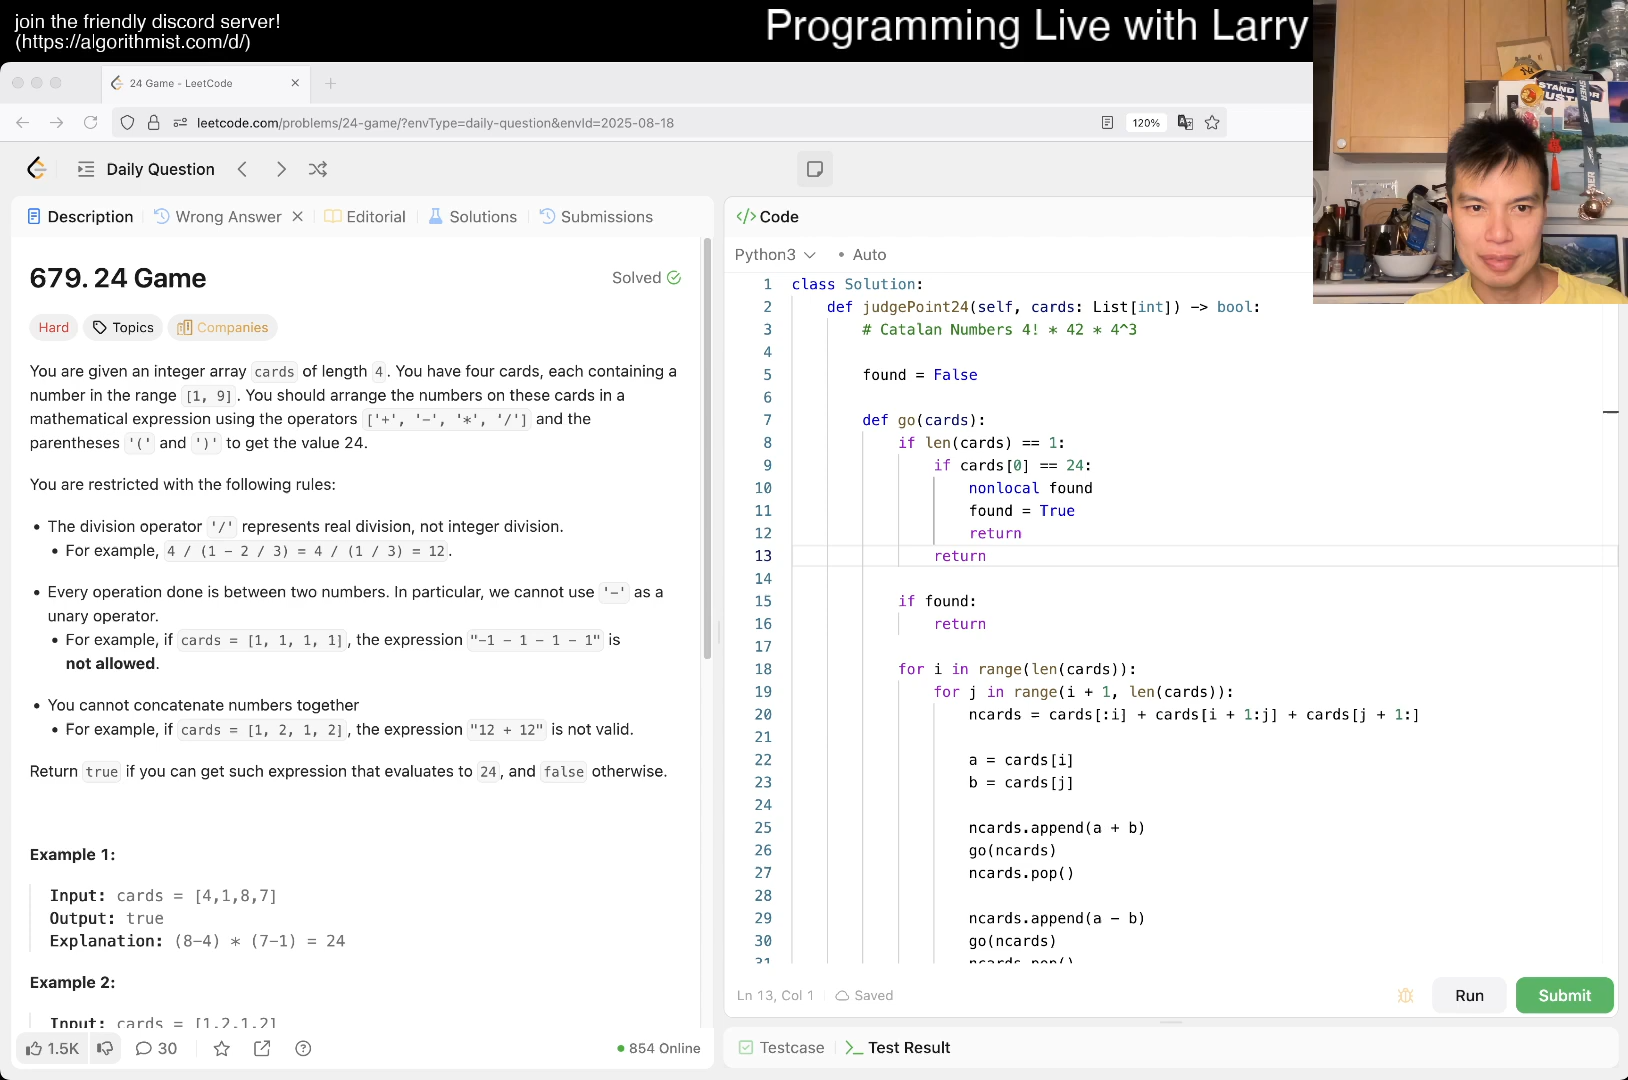 join the friendly discord server!
(https://algorithmist.com/d/)
Programming Live with Larry
24 Game - LeetCode
leetcode.com/problems/24-game/?envType=daily-question&envId=2025-08-18
120%
Daily Question
Description
Wrong Answer
Editorial
Solutions
Submissions
679. 24 Game
Solved
Hard
Topics
Companies
You are given an integer array cards of length 4. You have four cards, each containing a
number in the range [1, 9]. You should arrange the numbers on these cards in a
mathematical expression using the operators ['+', '-', '*', '/'] and the
parentheses '(' and ')' to get the value 24.
You are restricted with the following rules:
• The division operator '/' represents real division, not integer division.
• For example, 4 / (1 - 2 / 3) = 4 / (1 / 3) = 12.
• Every operation done is between two numbers. In particular, we cannot use '-' as a
unary operator.
• For example, if cards = [1, 1, 1, 1], the expression "-1 - 1 - 1 - 1" is
not allowed.
• You cannot concatenate numbers together
• For example, if cards = [1, 2, 1, 2], the expression "12 + 12" is not valid.
Return true if you can get such expression that evaluates to 24, and false otherwise.
Example 1:
Input: cards = [4,1,8,7]
Output: true
Explanation: (8-4) * (7-1) = 24
Example 2:
Input: cards = [1,2,1,2]
1.5K
30
854 Online
</> Code
Python3
• Auto
1 class Solution:
2 def judgePoint24(self, cards: List[int]) -> bool:
3 # Catalan Numbers 4! * 42 * 4^3
4
5 found = False
6
7 def go(cards):
8 if len(cards) == 1:
9 if cards[0] == 24:
10 nonlocal found
11 found = True
12 return
13 return
14
15 if found:
16 return
17
18 for i in range(len(cards)):
19 for j in range(i + 1, len(cards)):
20 ncards = cards[:i] + cards[i + 1:j] + cards[j + 1:]
21
22 a = cards[i]
23 b = cards[j]
24
25 ncards.append(a + b)
26 go(ncards)
27 ncards.pop()
28
29 ncards.append(a - b)
30 go(ncards)
31 ncards.pop()
Ln 13, Col 1
Saved
Run
Submit
Testcase
Test Result
STAND FOR